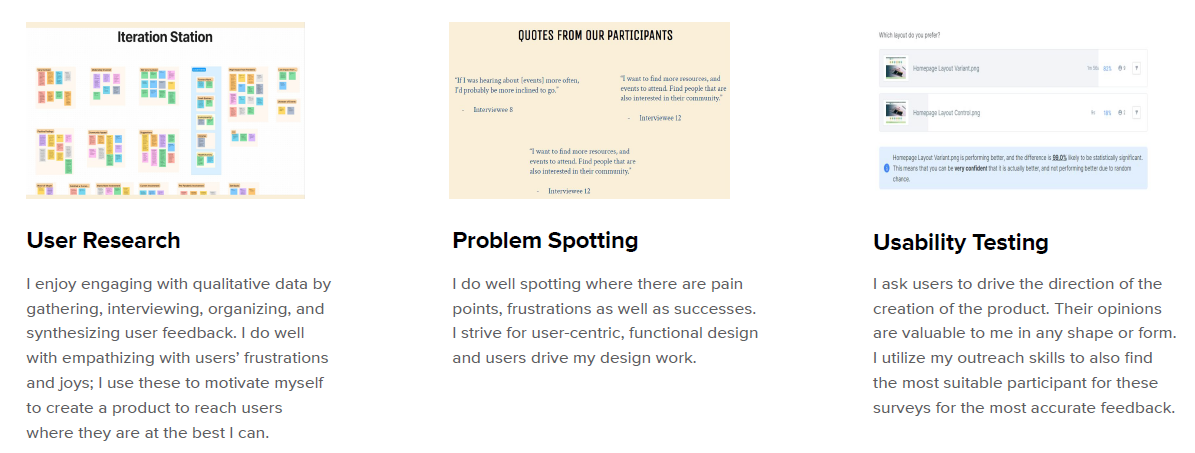 Iteration Station
QUOTES FROM OUR PARTICIPANTS
"If I was hearing about [events] more often,
I'd probably be more inclined to go."
- Interviewee 8
"I want to find more resources, and
events to attend. Find people that are
also interested in their community."
- Interviewee 12
"I want to find more resources, and
events to attend. Find people that are
also interested in their community."
- Interviewee 12
Which layout do you prefer?
Homepage Layout Variant.png
82%
Homepage Layout Control.png
18%
Homepage Layout Variant.png is performing better, and the difference is 99.0% likely to be statistically significant.
This means that you can be very confident that it is actually better, and not performing better due to random
chance.
User Research
I enjoy engaging with qualitative data by
gathering, interviewing, organizing, and
synthesizing user feedback. I do well
with empathizing with users’ frustrations
and joys; I use these to motivate myself
to create a product to reach users
where they are at the best I can.
Problem Spotting
I do well spotting where there are pain
points, frustrations as well as successes.
I strive for user-centric, functional design
and users drive my design work.
Usability Testing
I ask users to drive the direction of the
creation of the product. Their opinions
are valuable to me in any shape or form.
I utilize my outreach skills to also find
the most suitable participant for these
surveys for the most accurate feedback.